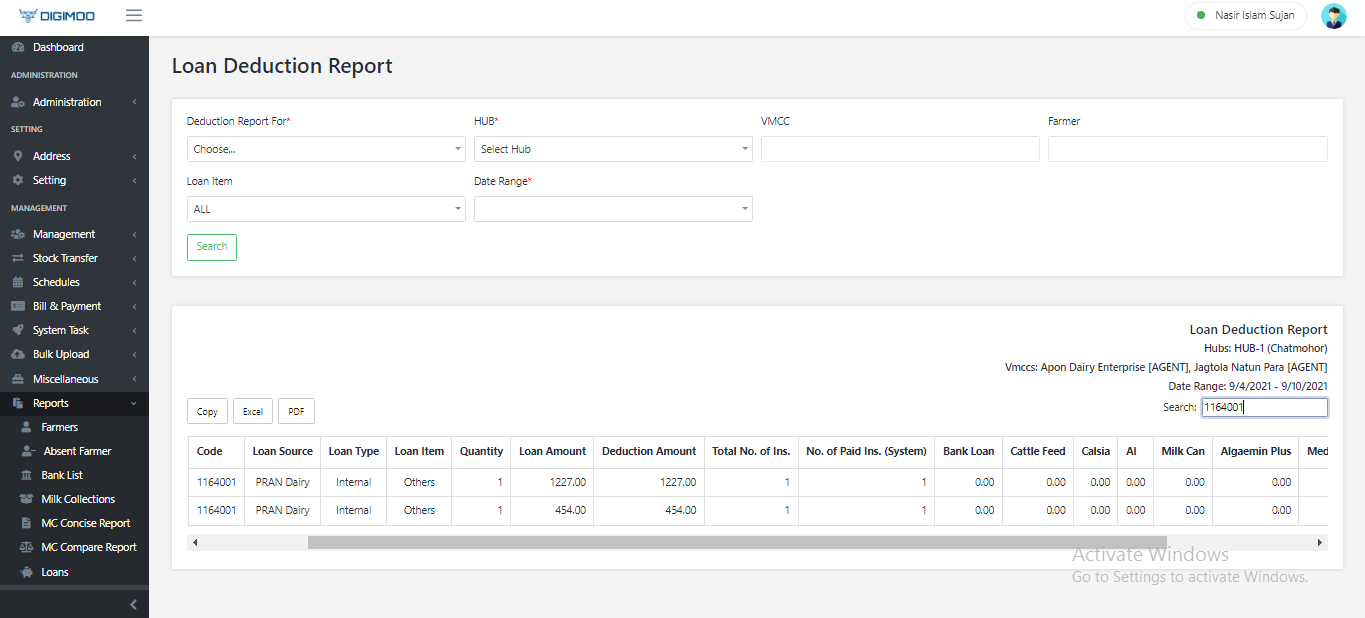 DIGIMOO
Nasir Islam Sujan
Dashboard
ADMINISTRATION
Administration
SETTING
Address
Setting
MANAGEMENT
Management
Stock Transfer
Schedules
Bill & Payment
System Task
Bulk Upload
Miscellaneous
Reports
Farmers
Absent Farmer
Bank List
Milk Collections
MC Concise Report
MC Compare Report
Loans
Loan Deduction Report
Deduction Report For* HUB* VMCC Farmer
Choose... Select Hub
Loan Item Date Range*
ALL
Search
Loan Deduction Report
Hubs: HUB-1 (Chatmohor)
Vmccs: Apon Dairy Enterprise [AGENT], Jagtola Natun Para [AGENT]
Date Range: 9/4/2021 - 9/10/2021
Copy Excel PDF Search: 1164001
Code Loan Source Loan Type Loan Item Quantity Loan Amount Deduction Amount Total No. of Ins. No. of Paid Ins. (System) Bank Loan Cattle Feed Calsia AI Milk Can Algaemin Plus Med
1164001 PRAN Dairy Internal Others 1 1227.00 1227.00 1 1 0.00 0.00 0.00 0.00 0.00 0.00
1164001 PRAN Dairy Internal Others 1 454.00 454.00 1 1 0.00 0.00 0.00 0.00 0.00 0.00
Activate Windows
Go to Settings to activate Windows.